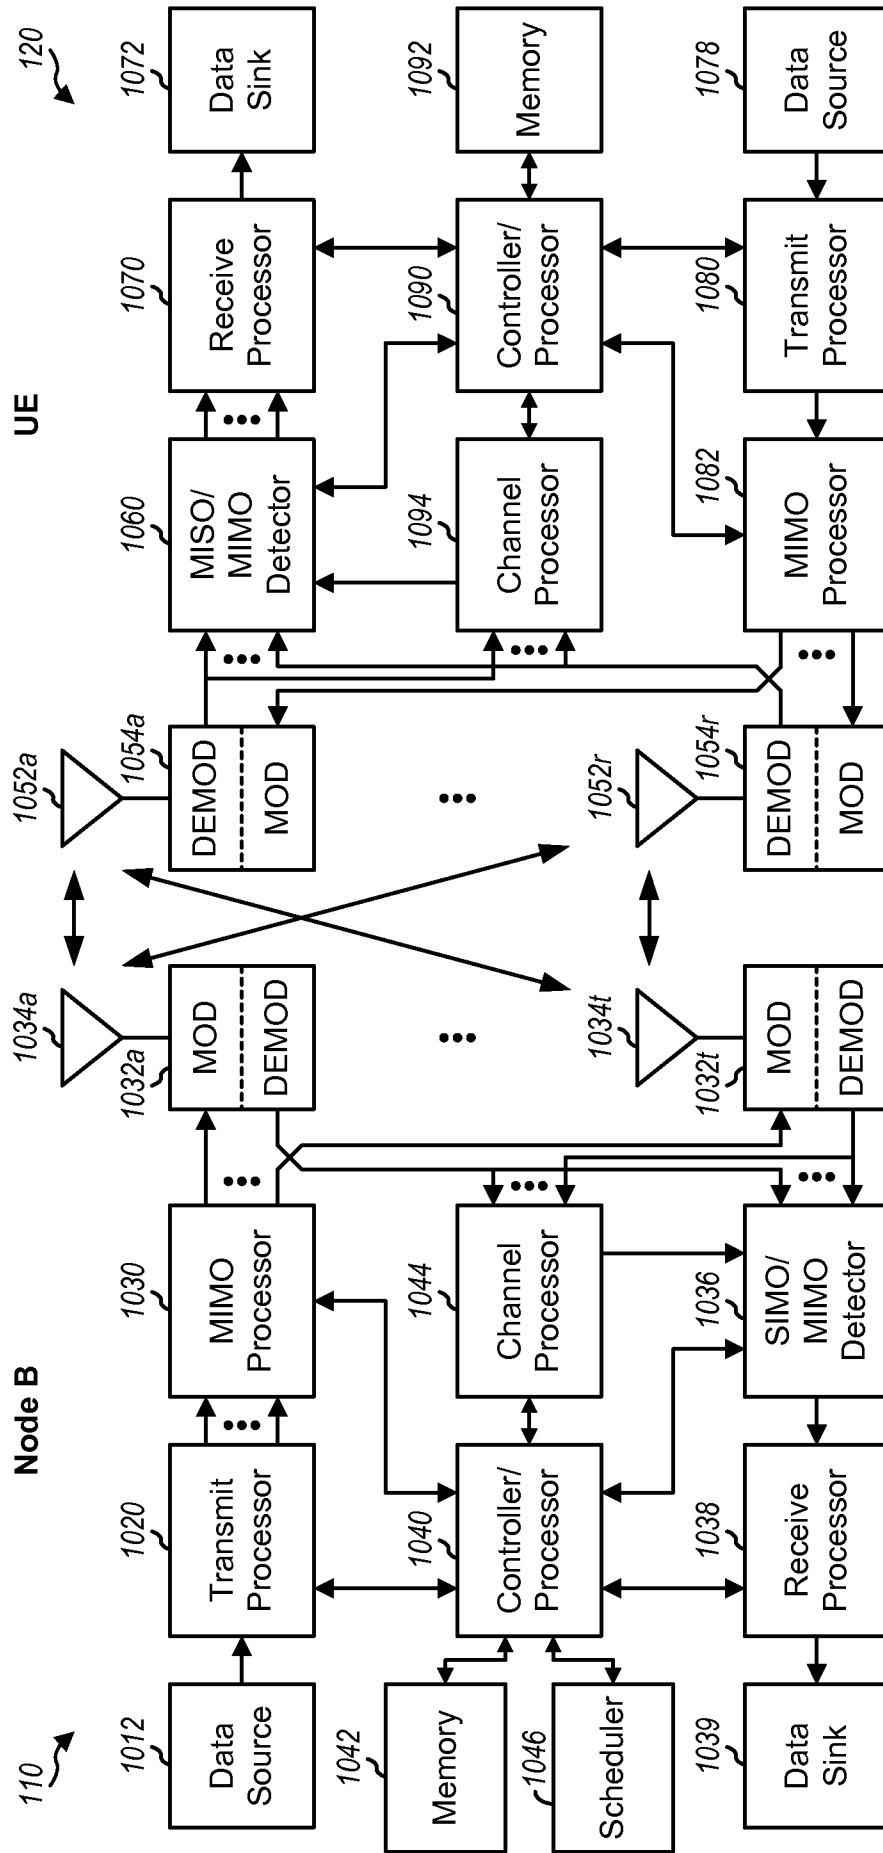 110
Node B
UE
120
1012
Data
Source
1020
Transmit
Processor
1030
MIMO
Processor
1034a
1032a
MOD
DEMOD
1052a
1054a
DEMOD
MOD
1060
MISO/
MIMO
Detector
1070
Receive
Processor
1072
Data
Sink
1042
Memory
1046
Scheduler
1040
Controller/
Processor
1044
Channel
Processor
1094
Channel
Processor
1090
Controller/
Processor
1092
Memory
1039
Data
Sink
1038
Receive
Processor
1036
SIMO/
MIMO
Detector
1034t
1032t
MOD
DEMOD
1052r
1054r
DEMOD
MOD
1082
MIMO
Processor
1080
Transmit
Processor
1078
Data
Source